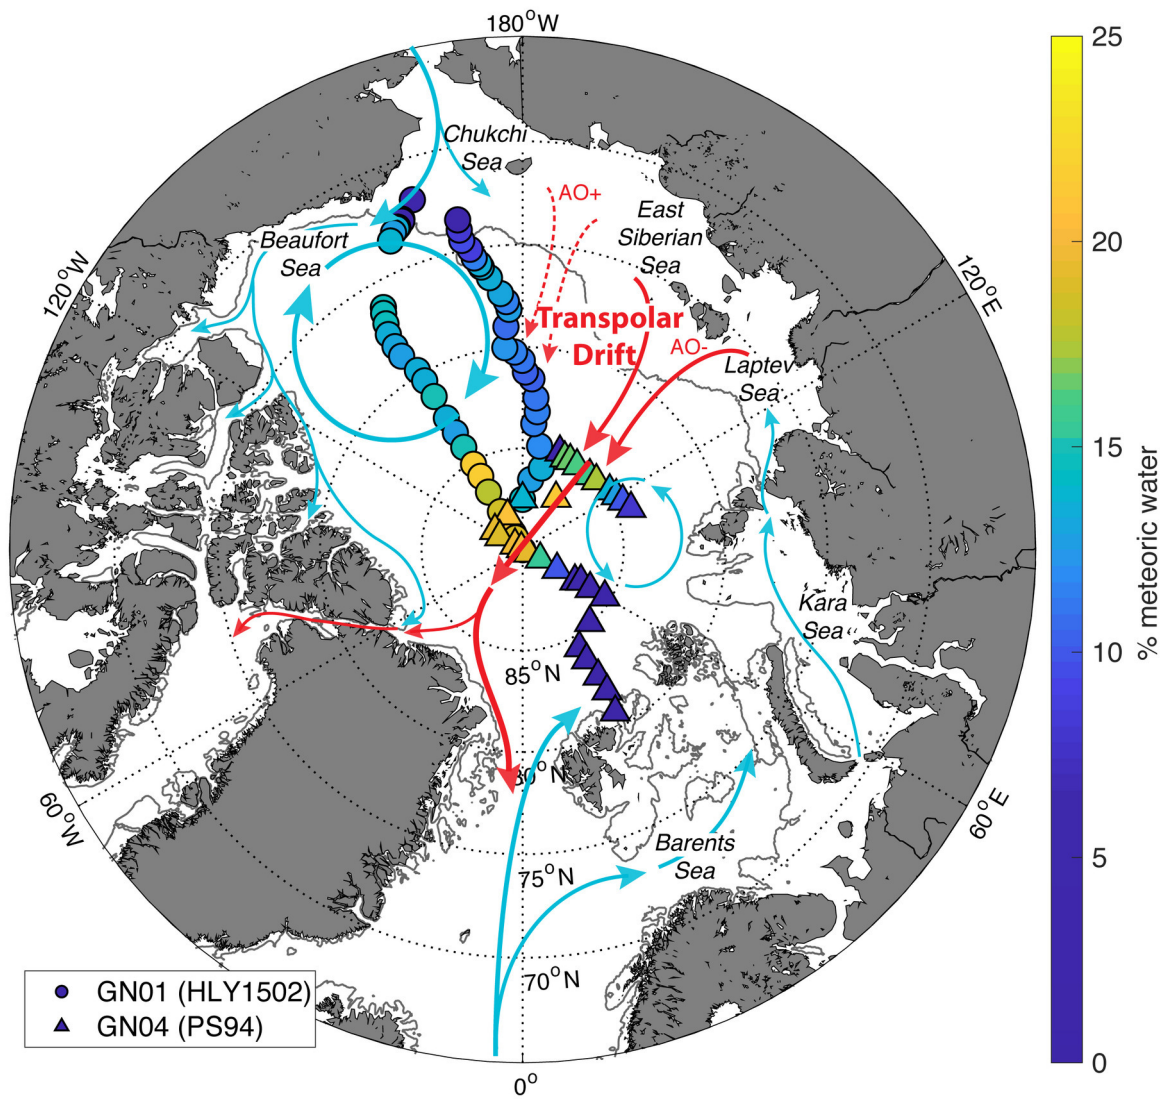 180°W
25
Chukchi
Sea
AO+
East
Siberian
Sea
Beaufort
Sea
120°W
120°E
20
Transpolar
Drift
AO-
Laptev
Sea
15
% meteoric water
Kara
Sea
10
85°N
80°N
60°W
60°E
Barents
Sea
75°N
5
70°N
GN01 (HLY1502)
GN04 (PS94)
0
0°